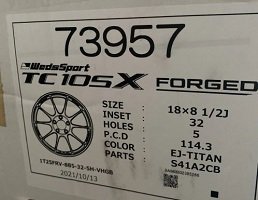 73957
WedsSport
TC105X FORGED
SIZE 18×8 1/2J
INSET 32
HOLES 5
P.C.D 114.3
COLOR EJ-TITAN
PARTS S41A2CB
2021/10/13